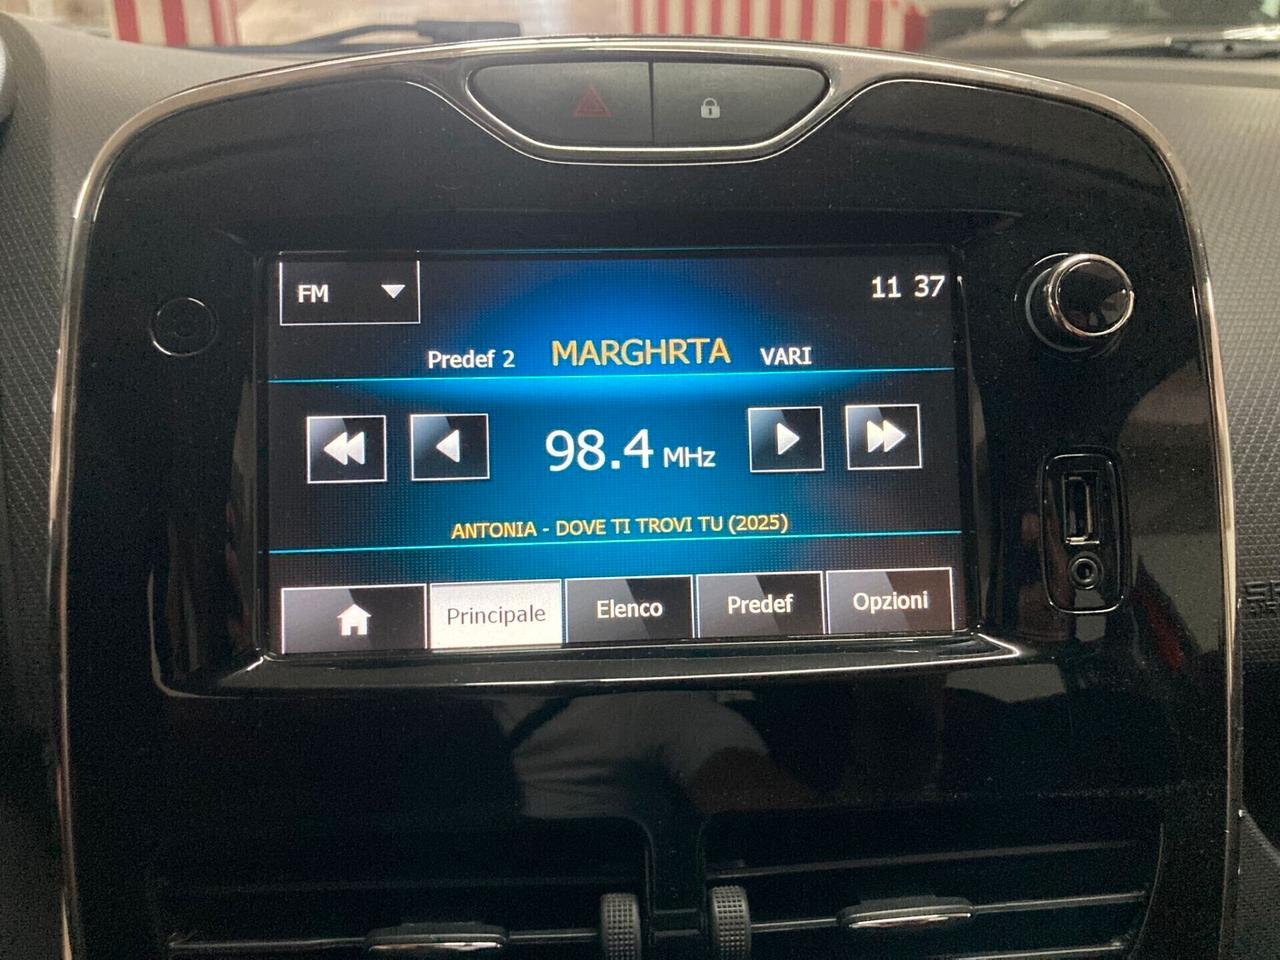 FM
11 37
Predef 2 MARGHRTA VARI
98.4 MHz
ANTONIA - DOVE TI TROVI TU (2025)
Principale Elenco Predef Opzioni